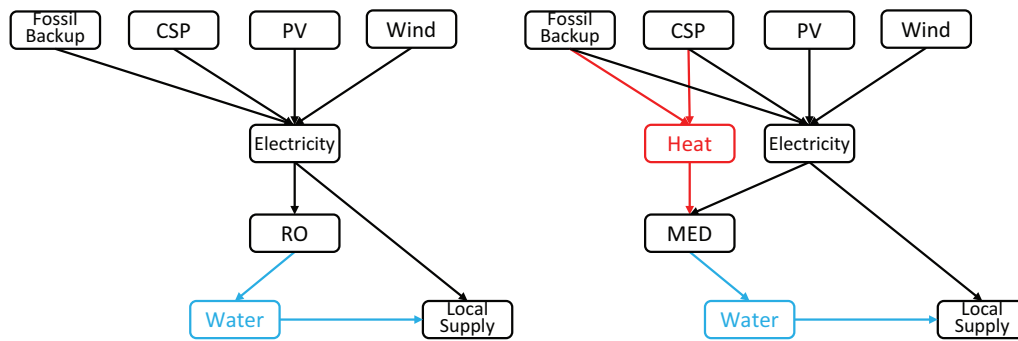 Fossil
Backup
CSP
PV
Wind
Electricity
RO
Water
Local
Supply
Fossil
Backup
CSP
PV
Wind
Heat
Electricity
MED
Water
Local
Supply